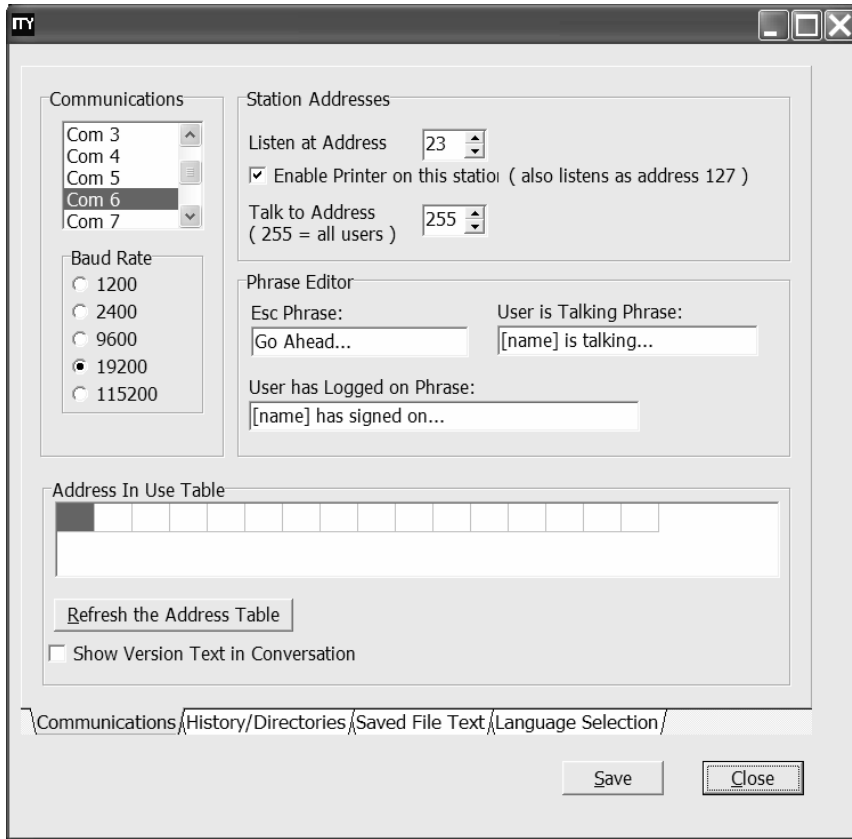 ITY
Communications
Com 3
Com 4
Com 5
Com 6
Com 7
Baud Rate
1200
2400
9600
19200
115200
Station Addresses
Listen at Address 23
Enable Printer on this station ( also listens as address 127 )
Talk to Address 255
( 255 = all users )
Phrase Editor
Esc Phrase:
Go Ahead...
User is Talking Phrase:
[name] is talking...
User has Logged on Phrase:
[name] has signed on...
Address In Use Table
Refresh the Address Table
Show Version Text in Conversation
Communications History/Directories Saved File Text Language Selection
Save Close